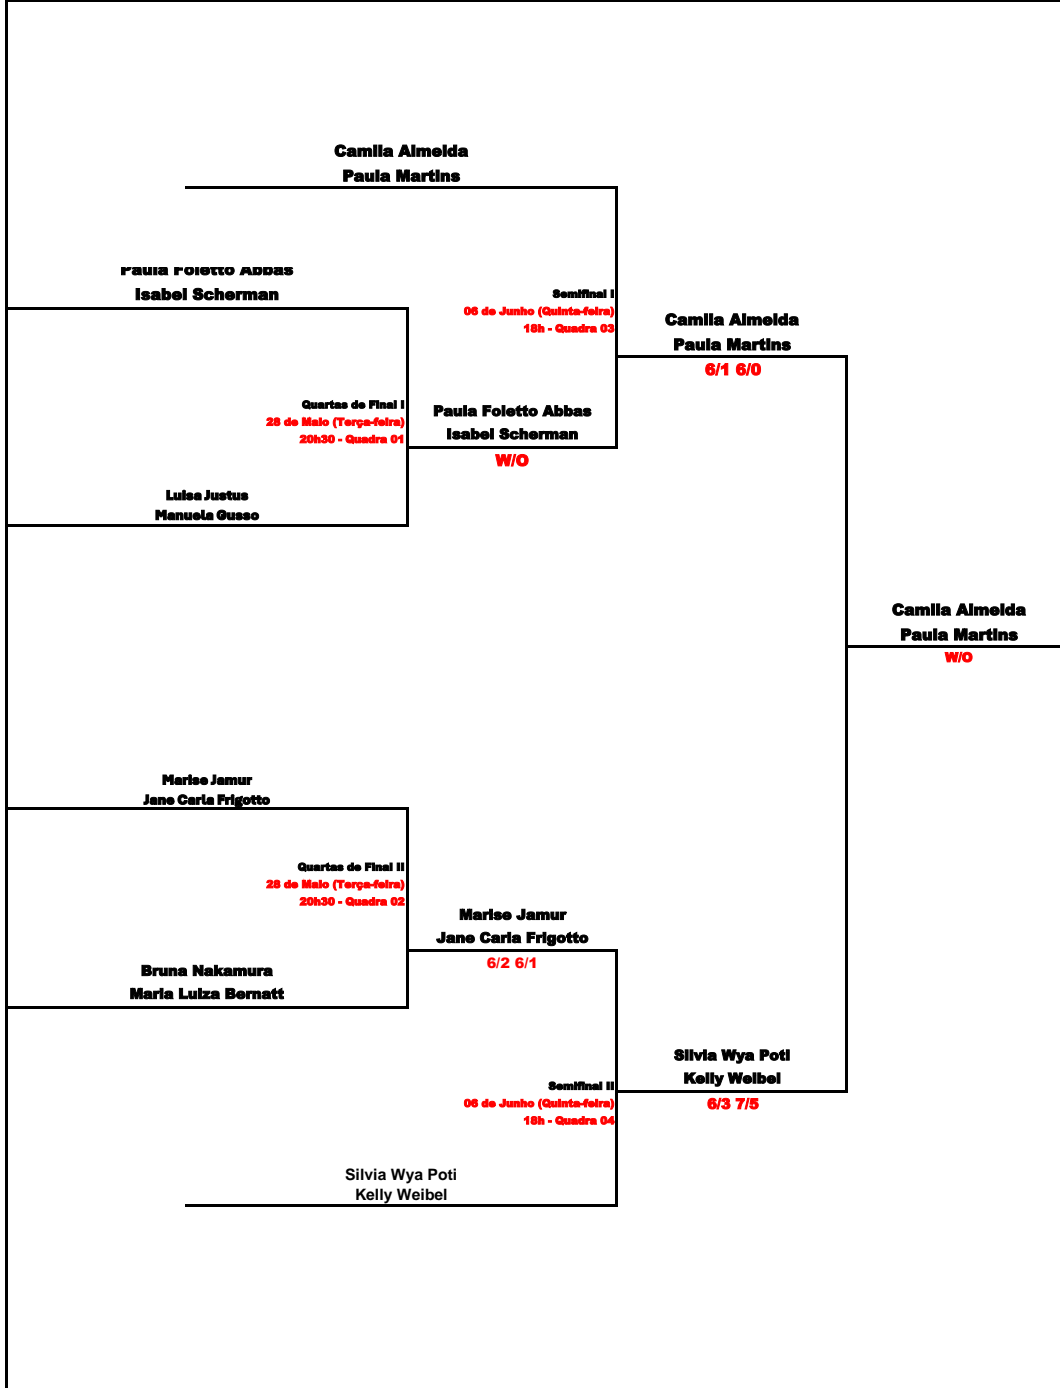 Camila Almeida
Paula Martins
Paula Foletto Abbas
Isabel Scherman
Semifinal I
06 de Junho (Quinta-feira)
18h - Quadra 03
Camila Almeida
Paula Martins
6/1 6/0
Quartas de Final I
28 de Maio (Terça-feira)
20h30 - Quadra 01
Paula Foletto Abbas
Isabel Scherman
W/O
Luisa Justus
Manuela Gusso
Camila Almeida
Paula Martins
W/O
Marise Jamur
Jane Carla Frigotto
Quartas de Final II
28 de Maio (Terça-feira)
20h30 - Quadra 02
Marise Jamur
Jane Carla Frigotto
6/2 6/1
Bruna Nakamura
Maria Luiza Bernatt
Silvia Wya Poti
Kelly Weibel
6/3 7/5
Semifinal II
06 de Junho (Quinta-feira)
18h - Quadra 04
Silvia Wya Poti
Kelly Weibel